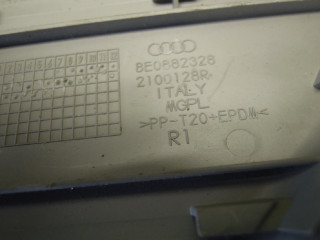 8E0882328
2100128R
ITALY
MGPL
>PP-T20+EPDM<
R1